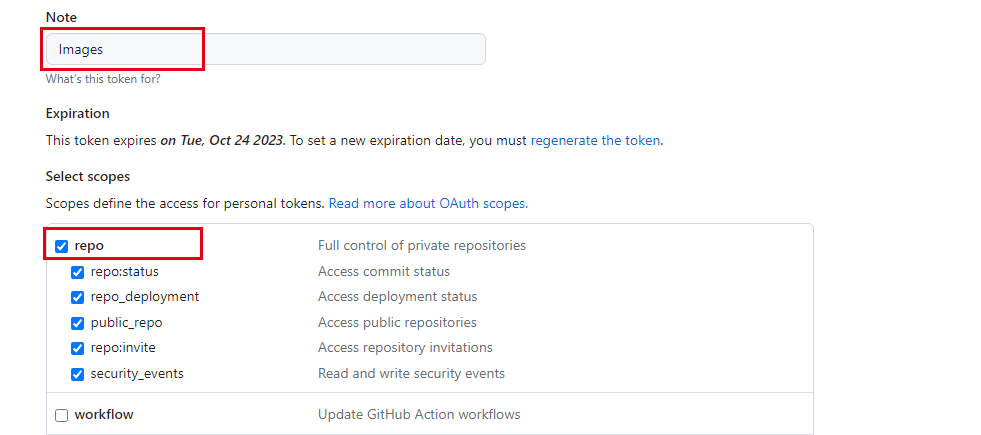 Note
Images
What's this token for?
Expiration
This token expires on Tue, Oct 24 2023. To set a new expiration date, you must regenerate the token.
Select scopes
Scopes define the access for personal tokens. Read more about OAuth scopes.
repo Full control of private repositories
repo:status Access commit status
repo_deployment Access deployment status
public_repo Access public repositories
repo:invite Access repository invitations
security_events Read and write security events
workflow Update GitHub Action workflows